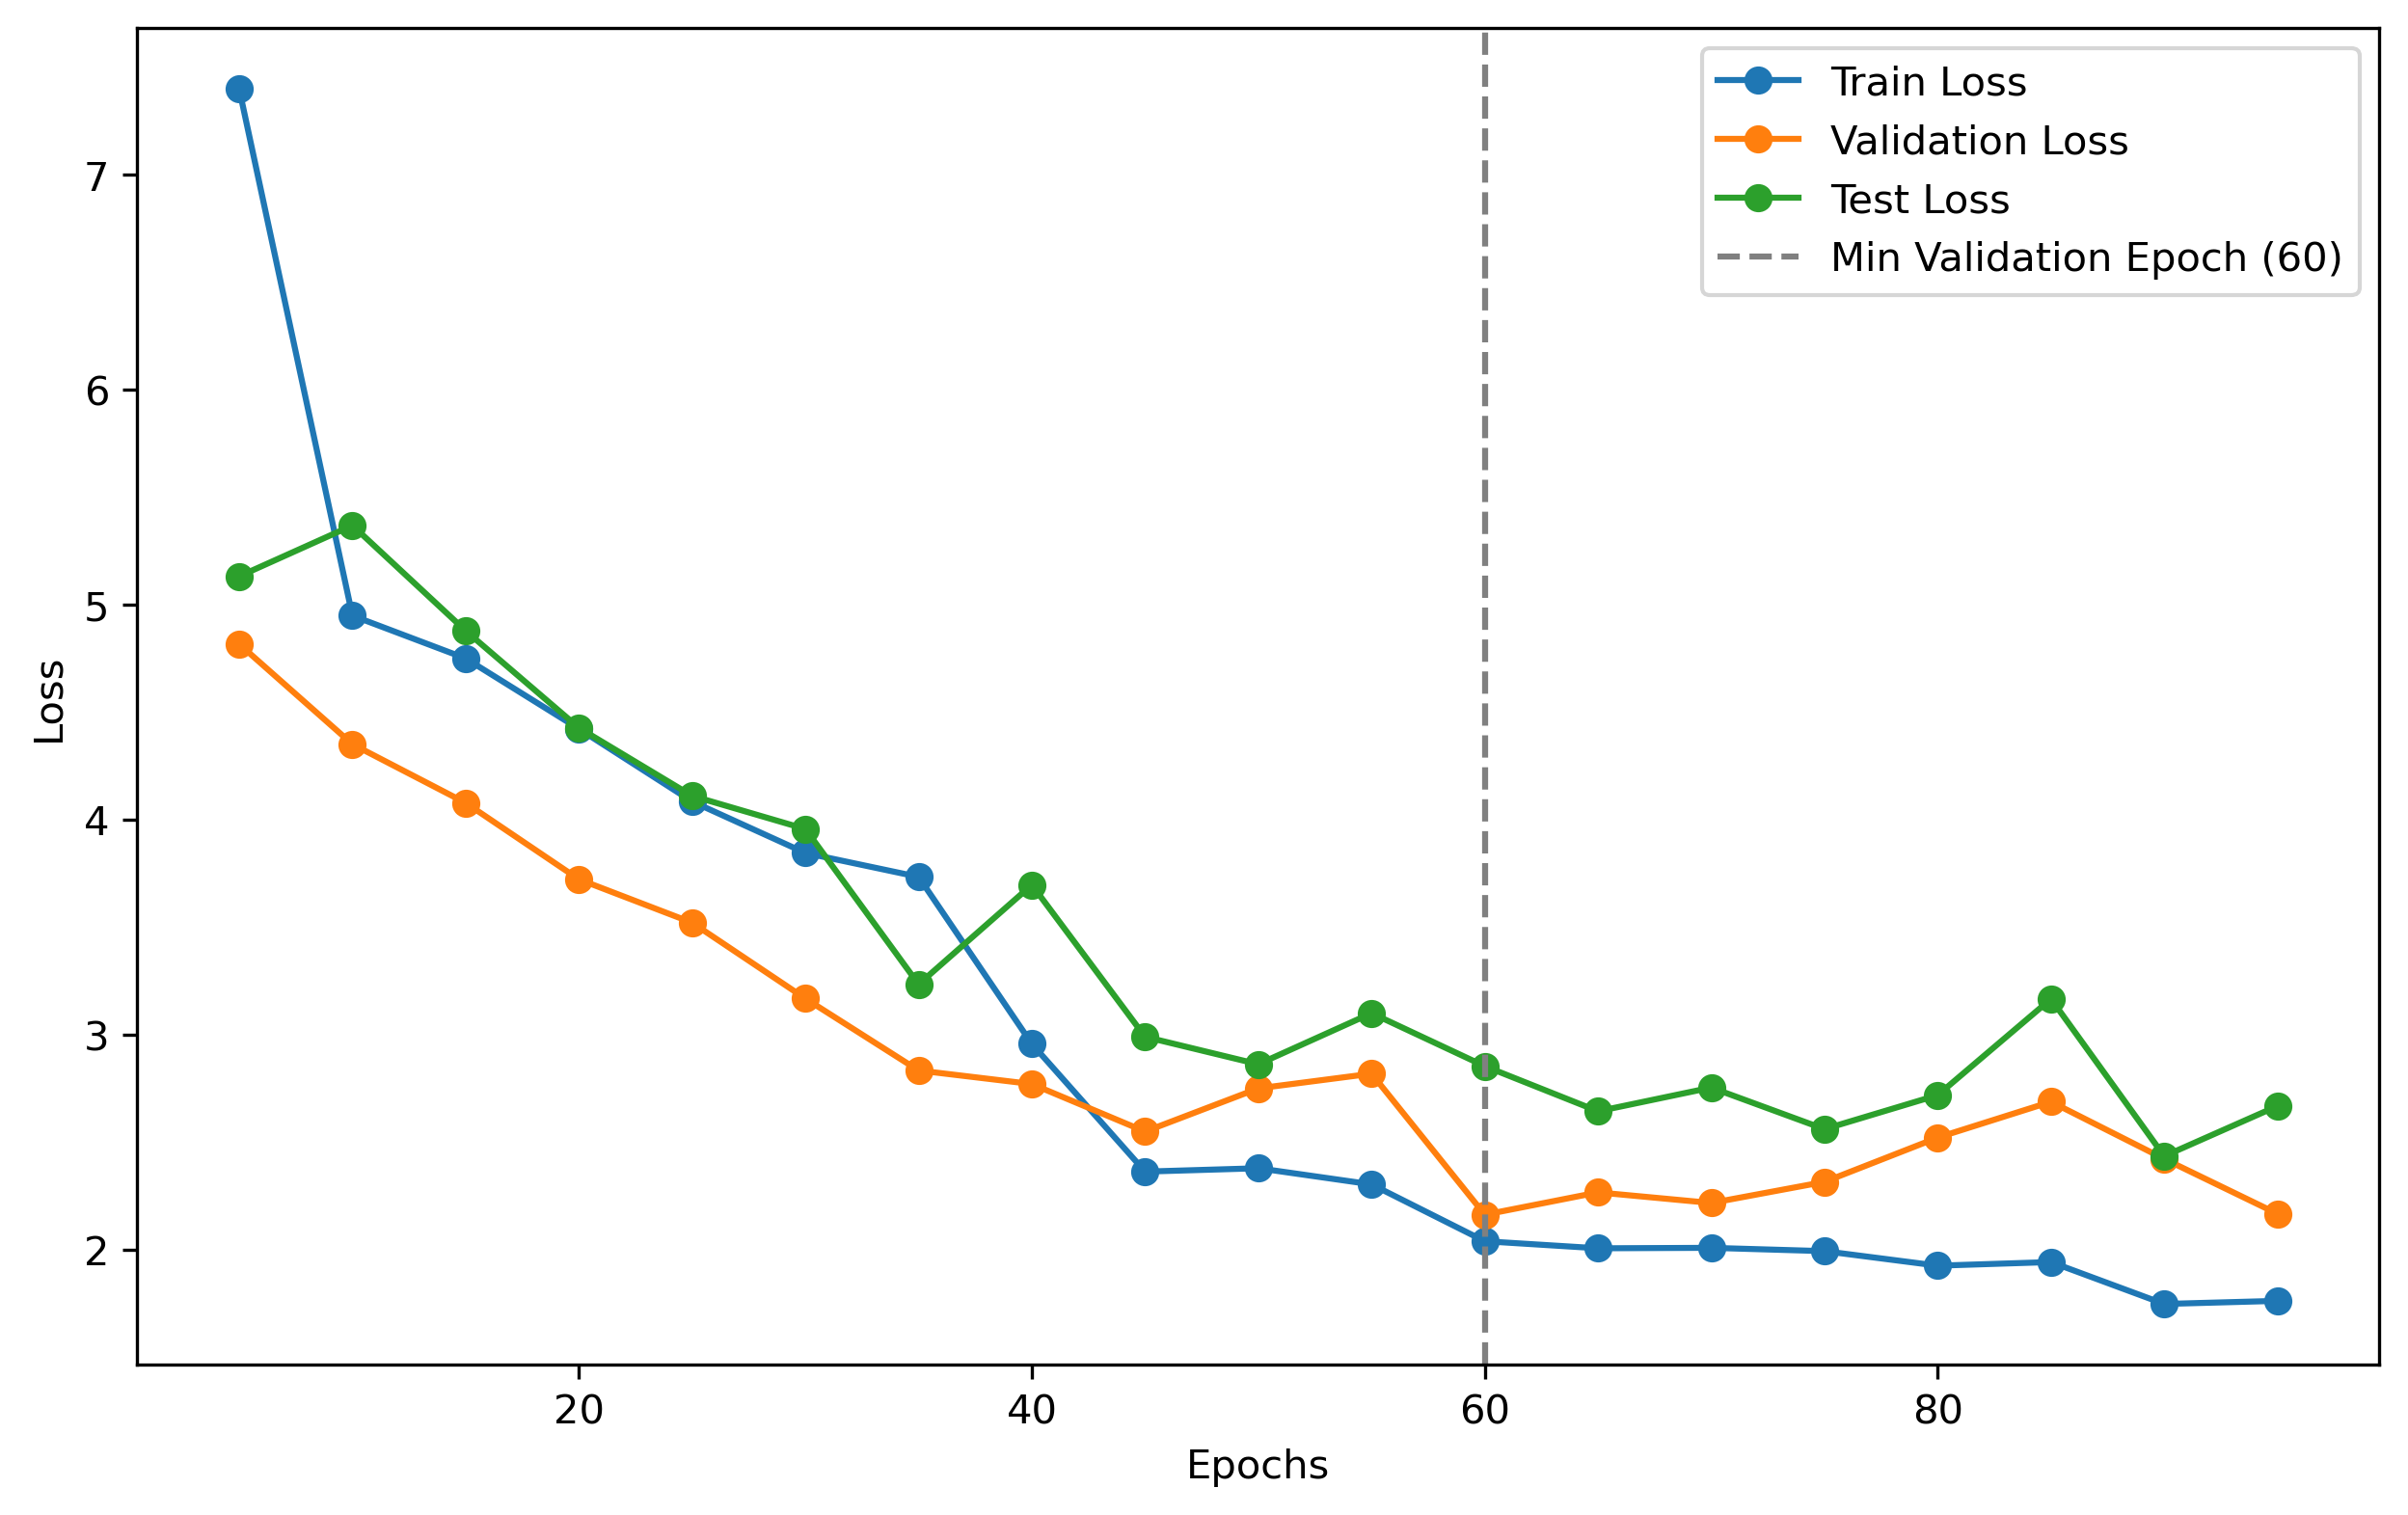 Train Loss
Validation Loss
Test Loss
Min Validation Epoch (60)
7
6
5
4
3
2
Loss
20 40 60 80
Epochs